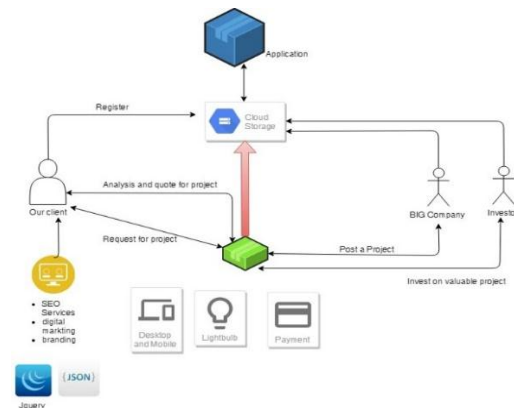 Application
Register
Cloud
Storage
Analysis and quote for project
Our client
BIG Company
Investo
Request for project
Post a Project
Invest on valuable project
SEO
Services
digital
markting
branding
Desktop
and Mobile
Lightbulb
Payment
{JSON}
Jquery